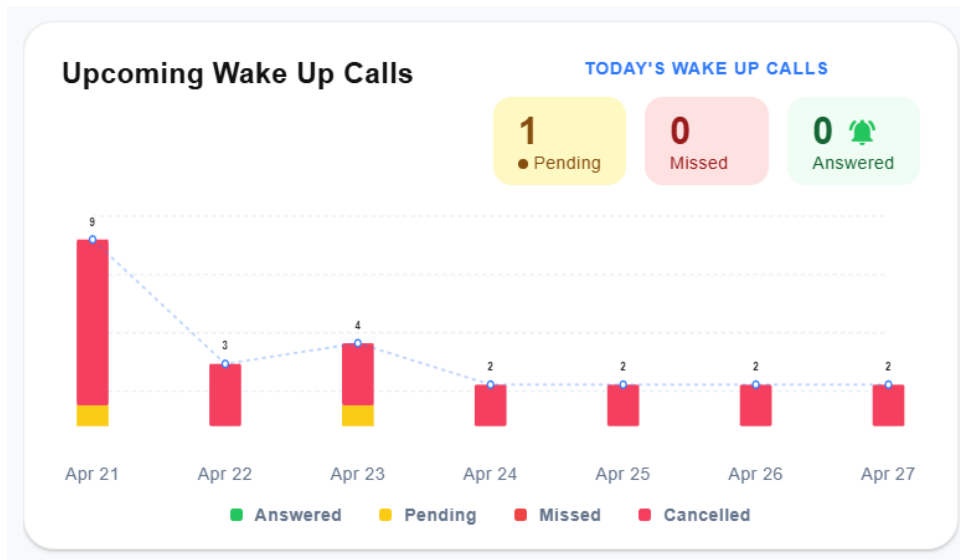 Upcoming Wake Up Calls
TODAY'S WAKE UP CALLS
1
Pending
0
Missed
0
Answered
9
3
4
2
2
2
2
Apr 21
Apr 22
Apr 23
Apr 24
Apr 25
Apr 26
Apr 27
Answered
Pending
Missed
Cancelled